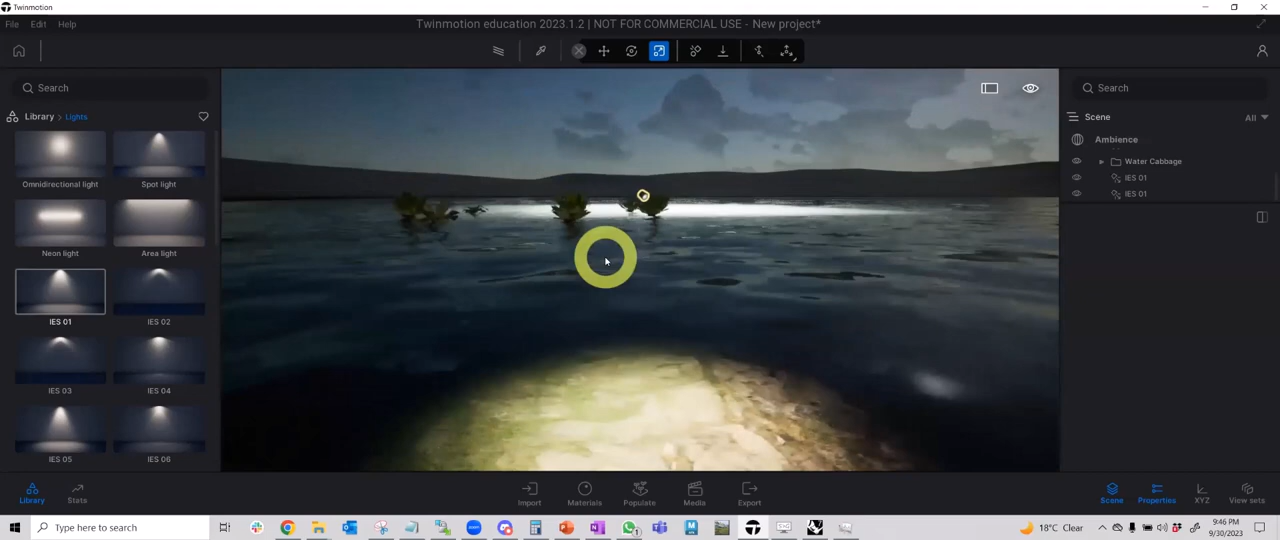 Twinmotion
File Edit Help
Twinmotion education 2023.1.2 | NOT FOR COMMERCIAL USE - New project*
Search
Library > Lights
Omnidirectional light
Spot light
Neon light
Area light
IES 01
IES 02
IES 03
IES 04
IES 05
IES 06
Search
Scene
All
Ambience
Water Cabbage
IES 01
IES 01
Library
Stats
Import
Materials
Populate
Media
Export
Scene
Properties
XYZ
View sets
Type here to search
18°C Clear
9:46 PM
9/30/2023